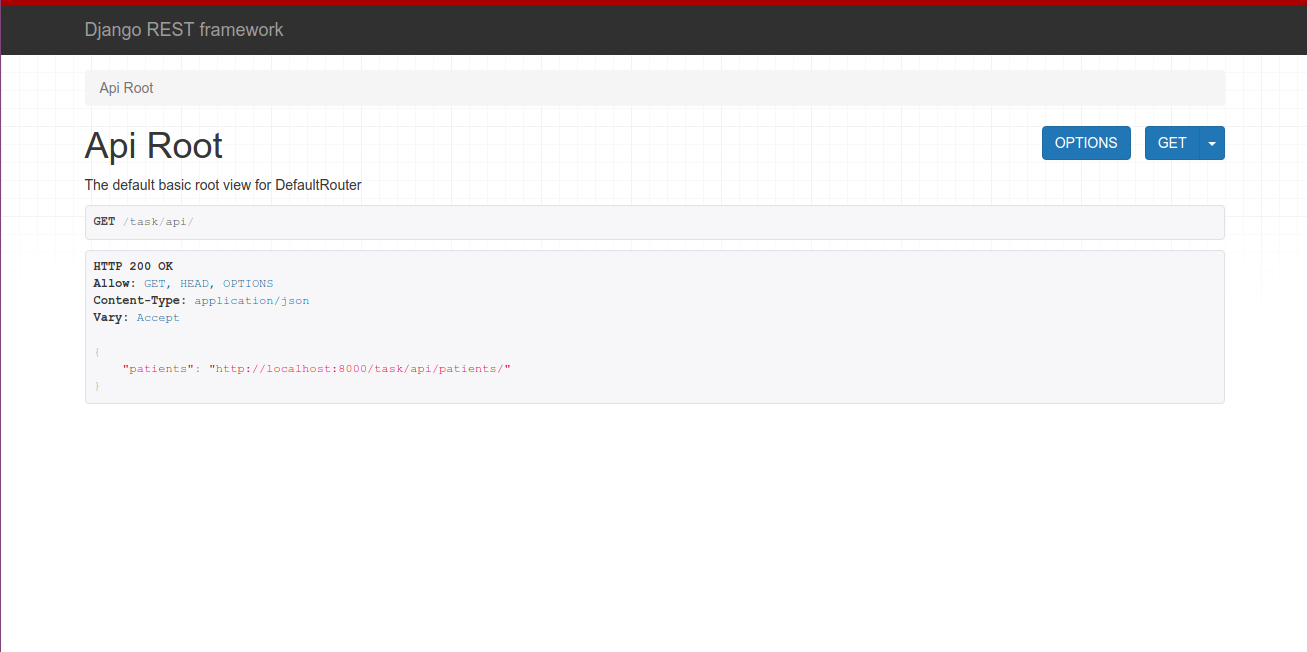 Django REST framework
Api Root
Api Root
OPTIONS
GET
The default basic root view for DefaultRouter
GET /task/api/
HTTP 200 OK
Allow: GET, HEAD, OPTIONS
Content-Type: application/json
Vary: Accept
{
    "patients": "http://localhost:8000/task/api/patients/"
}